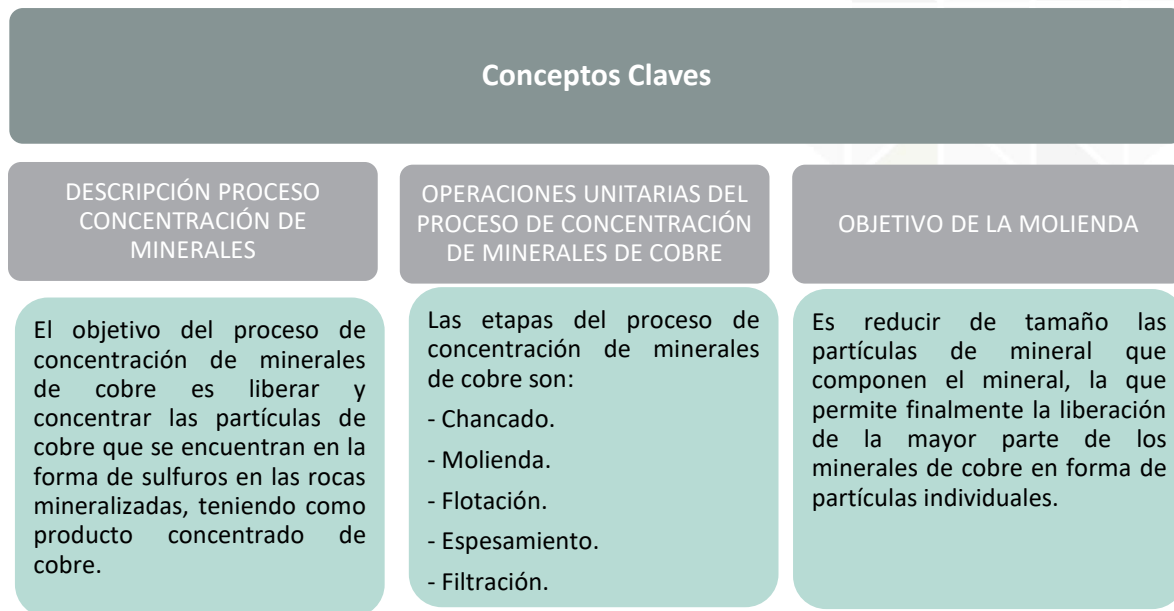 Conceptos Claves
DESCRIPCIÓN PROCESO
CONCENTRACIÓN DE
MINERALES
El objetivo del proceso de
concentración de minerales
de cobre es liberar y
concentrar las partículas de
cobre que se encuentran en la
forma de sulfuros en las rocas
mineralizadas, teniendo como
producto concentrado de
cobre.
OPERACIONES UNITARIAS DEL
PROCESO DE CONCENTRACIÓN
DE MINERALES DE COBRE
Las etapas del proceso de
concentración de minerales
de cobre son:
- Chancado.
- Molienda.
- Flotación.
- Espesamiento.
- Filtración.
OBJETIVO DE LA MOLIENDA
Es reducir de tamaño las
partículas de mineral que
componen el mineral, la que
permite finalmente la liberación
de la mayor parte de los
minerales de cobre en forma de
partículas individuales.